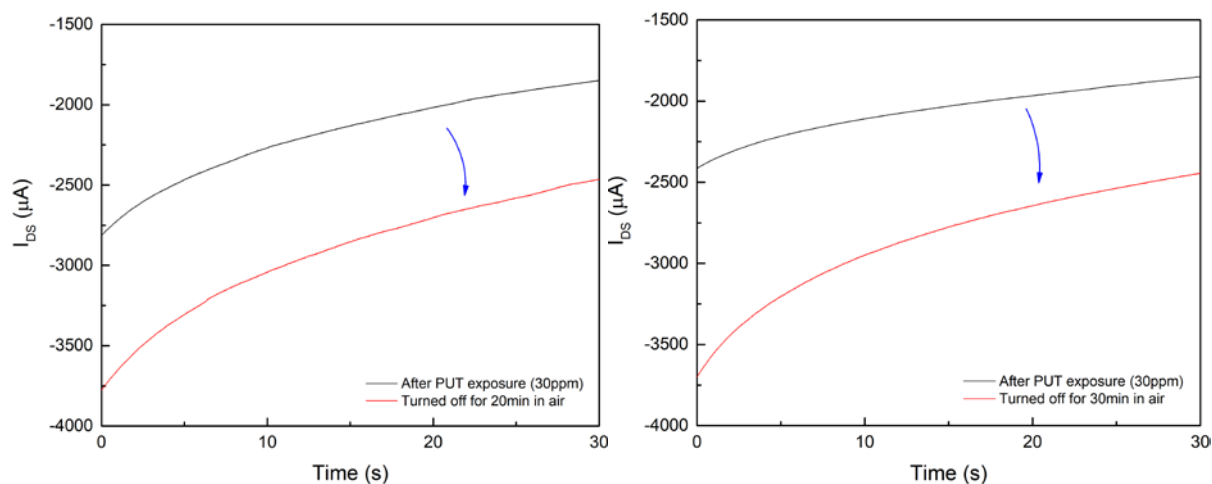 -1500
-2000
-2500
-3000
-3500
-4000
I_DS (μA)
0
10
20
30
Time (s)
After PUT exposure (30ppm)
Turned off for 20min in air
-1500
-2000
-2500
-3000
-3500
-4000
I_DS (μA)
0
10
20
30
Time (s)
After PUT exposure (30ppm)
Turned off for 30min in air